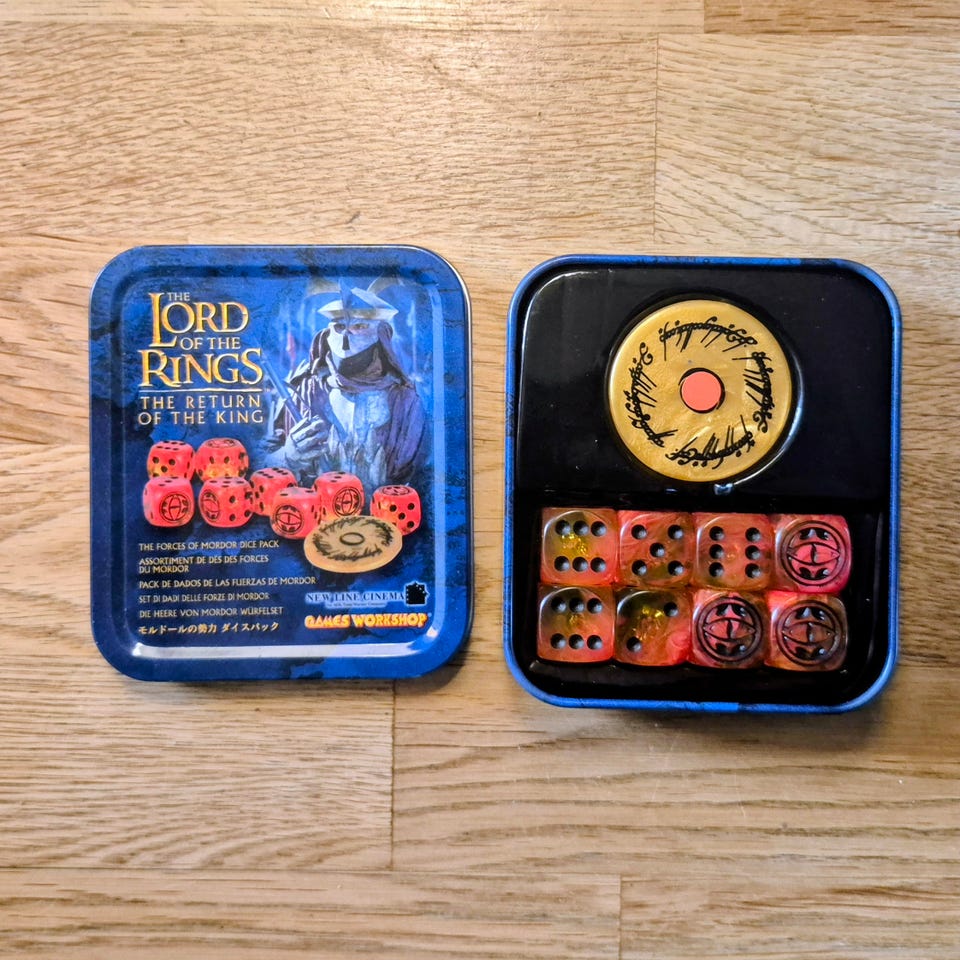 THE
LORD
OF THE
RINGS
THE RETURN
OF THE KING
THE FORCES OF MORDOR DICE PACK
ASSORTIMENT DE DÉS DES FORCES
DU MORDOR
PACK DE DADOS DE LAS FUERZAS DE MORDOR
SET DI DADI DELLE FORZE DI MORDOR
DIE HEERE VON MORDOR WÜRFELSET
モルドールの勢力 ダイスパック
NEW LINE CINEMA
GAMES WORKSHOP